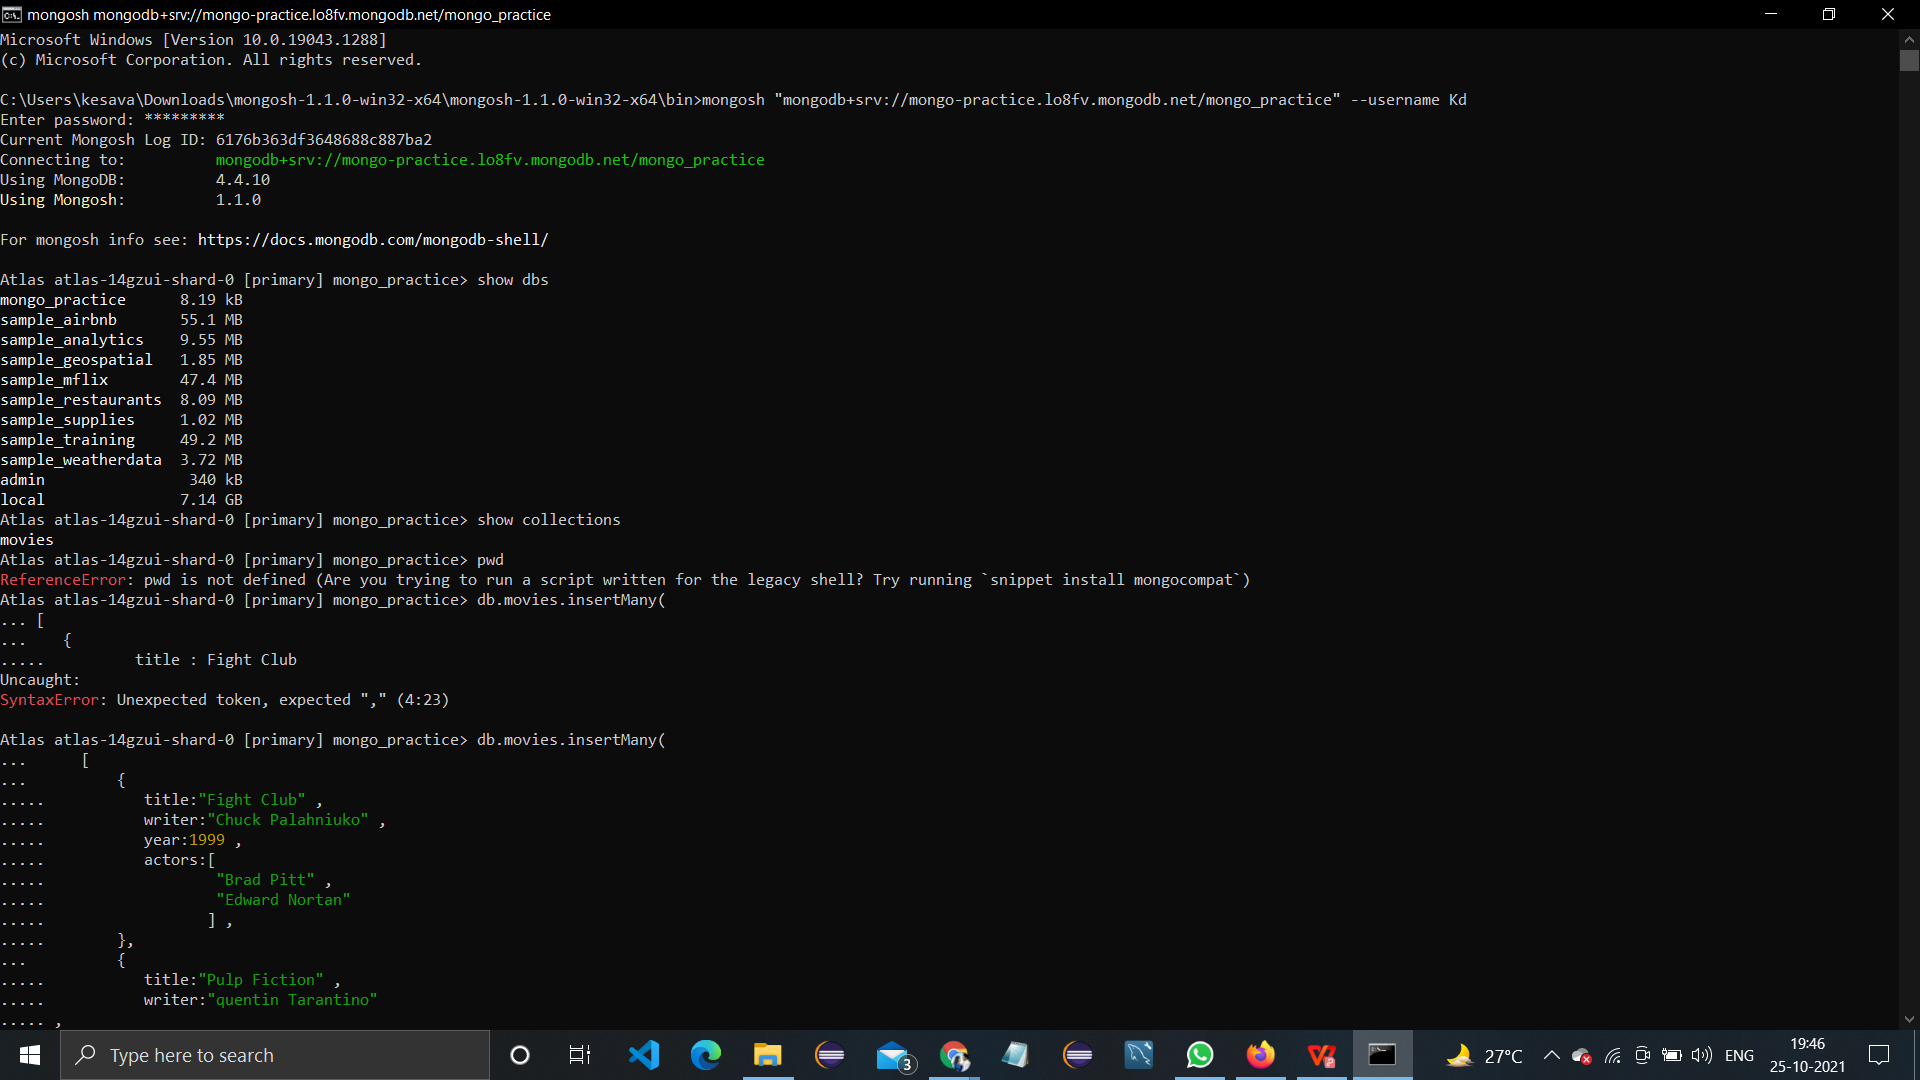 mongosh mongodb+srv://mongo-practice.lo8fv.mongodb.net/mongo_practice
Microsoft Windows [Version 10.0.19043.1288]
(c) Microsoft Corporation. All rights reserved.
C:\Users\kesava\Downloads\mongosh-1.1.0-win32-x64\mongosh-1.1.0-win32-x64\bin>mongosh "mongodb+srv://mongo-practice.lo8fv.mongodb.net/mongo_practice" --username Kd
Enter password: *********
Current Mongosh Log ID: 6176b363df3648688c887ba2
Connecting to:          mongodb+srv://mongo-practice.lo8fv.mongodb.net/mongo_practice
Using MongoDB:          4.4.10
Using Mongosh:          1.1.0
For mongosh info see: https://docs.mongodb.com/mongodb-shell/
Atlas atlas-14gzui-shard-0 [primary] mongo_practice> show dbs
mongo_practice      8.19 kB
sample_airbnb       55.1 MB
sample_analytics    9.55 MB
sample_geospatial   1.85 MB
sample_mflix        47.4 MB
sample_restaurants  8.09 MB
sample_supplies     1.02 MB
sample_training     49.2 MB
sample_weatherdata  3.72 MB
admin                340 kB
local               7.14 GB
Atlas atlas-14gzui-shard-0 [primary] mongo_practice> show collections
movies
Atlas atlas-14gzui-shard-0 [primary] mongo_practice> pwd
ReferenceError: pwd is not defined (Are you trying to run a script written for the legacy shell? Try running `snippet install mongocompat`)
Atlas atlas-14gzui-shard-0 [primary] mongo_practice> db.movies.insertMany(
... [
...    {
.....          title : Fight Club
Uncaught:
SyntaxError: Unexpected token, expected "," (4:23)
Atlas atlas-14gzui-shard-0 [primary] mongo_practice> db.movies.insertMany(
...      [
...          {
.....           title:"Fight Club" ,
.....           writer:"Chuck Palahniuko" ,
.....           year:1999 ,
.....           actors:[
.....                   "Brad Pitt" ,
.....                   "Edward Nortan"
.....                  ] ,
.....        },
...          {
.....           title:"Pulp Fiction" ,
.....           writer:"quentin Tarantino"
..... ,
Type here to search
3
27°C
ENG
19:46
25-10-2021